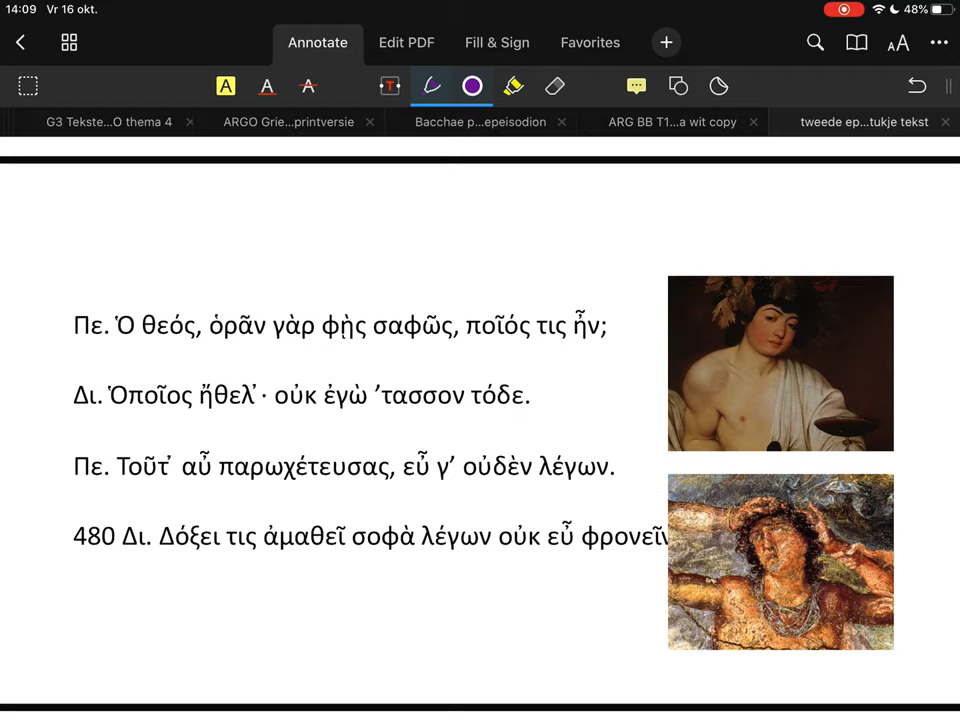 14:09 Vr 16 okt. 48%
Annotate Edit PDF Fill & Sign Favorites
G3 Tekste...O thema 4 × ARGO Grie...printversie × Bacchae p...epeisodion × ARG BB T1...a wit copy × tweede ep...tukje tekst ×
Πε. Ὁ θεός, ὁρᾶν γὰρ φῂς σαφῶς, ποῖός τις ἦν;
Δι. Ὁποῖος ἤθελ̓ · οὐκ ἐγὼ ’τασσον τόδε.
Πε. Τοῦτ̓ αὖ παρωχέτευσας, εὖ γ’ οὐδὲν λέγων.
480 Δι. Δόξει τις ἀμαθεῖ σοφὰ λέγων οὐκ εὖ φρονεῖν